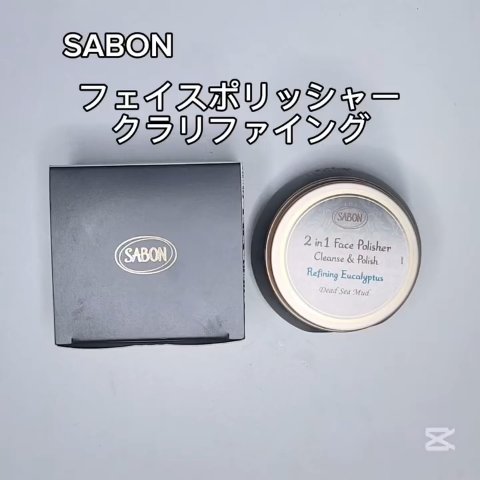 SABON
フェイスポリッシャー
クラリファイング
SABON
SABON
2 in 1 Face Polisher
Cleanse & Polish
Refining Eucalyptus
Dead Sea Mud